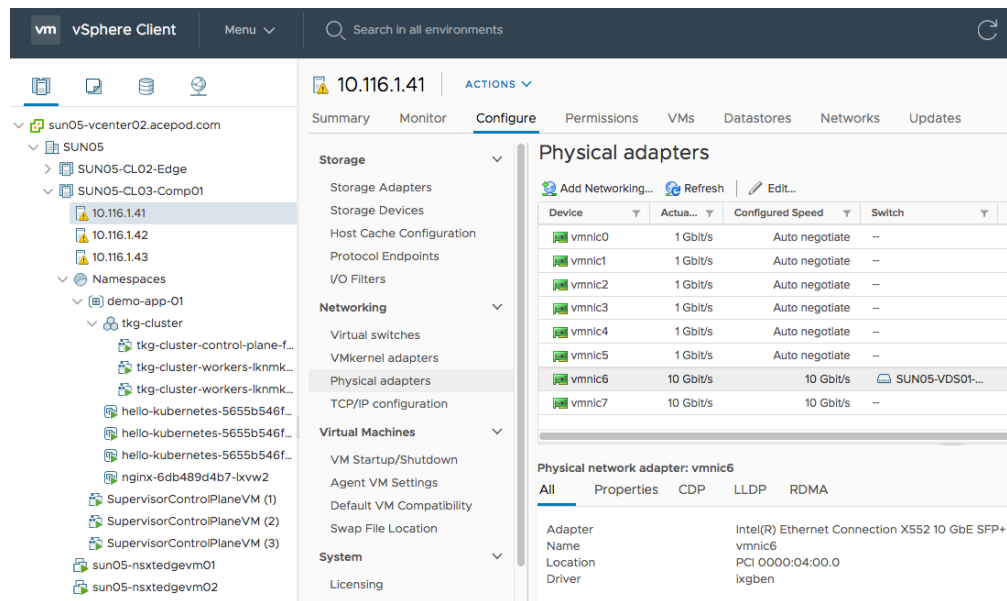 vm vSphere Client Menu Search in all environments
sun05-vcenter02.acepod.com
SUN05
SUN05-CL02-Edge
SUN05-CL03-Comp01
10.116.1.41
10.116.1.42
10.116.1.43
Namespaces
demo-app-01
tkg-cluster
tkg-cluster-control-plane-f...
tkg-cluster-workers-lknmk...
tkg-cluster-workers-lknmk...
hello-kubernetes-5655b546f...
hello-kubernetes-5655b546f...
hello-kubernetes-5655b546f...
nginx-6db489d4b7-lxvw2
SupervisorControlPlaneVM (1)
SupervisorControlPlaneVM (2)
SupervisorControlPlaneVM (3)
sun05-nsxtedgevm01
sun05-nsxtedgevm02
10.116.1.41 ACTIONS
Summary Monitor Configure Permissions VMs Datastores Networks Updates
Storage
Storage Adapters
Storage Devices
Host Cache Configuration
Protocol Endpoints
I/O Filters
Networking
Virtual switches
VMkernel adapters
Physical adapters
TCP/IP configuration
Virtual Machines
VM Startup/Shutdown
Agent VM Settings
Default VM Compatibility
Swap File Location
System
Licensing
Physical adapters
Add Networking... Refresh Edit...
Device Actua... Configured Speed Switch
vmnic0 1 Gbit/s Auto negotiate --
vmnic1 1 Gbit/s Auto negotiate --
vmnic2 1 Gbit/s Auto negotiate --
vmnic3 1 Gbit/s Auto negotiate --
vmnic4 1 Gbit/s Auto negotiate --
vmnic5 1 Gbit/s Auto negotiate --
vmnic6 10 Gbit/s 10 Gbit/s SUN05-VDS01-...
vmnic7 10 Gbit/s 10 Gbit/s --
Physical network adapter: vmnic6
All Properties CDP LLDP RDMA
Adapter Intel(R) Ethernet Connection X552 10 GbE SFP+
Name vmnic6
Location PCI 0000:04:00.0
Driver ixgben